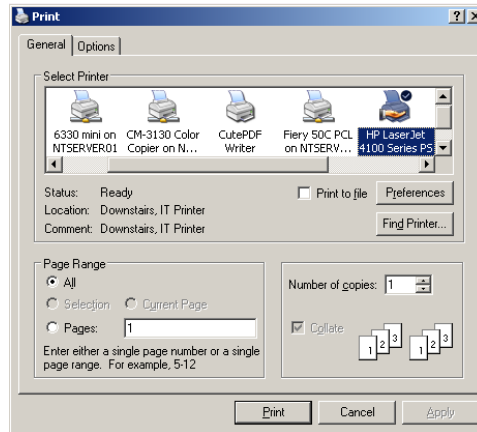 Print
General Options
Select Printer
6330 mini on NTSERVER01
CM-3130 Color Copier on N...
CutePDF Writer
Fiery 50C PCL on NTSERV...
HP LaserJet 4100 Series PS
Status: Ready
Print to file
Preferences
Location: Downstairs, IT Printer
Comment: Downstairs, IT Printer
Find Printer...
Page Range
All
Selection Current Page
Pages: 1
Enter either a single page number or a single
page range. For example, 5-12
Number of copies: 1
Collate
1 2 3 1 2 3
Print Cancel Apply